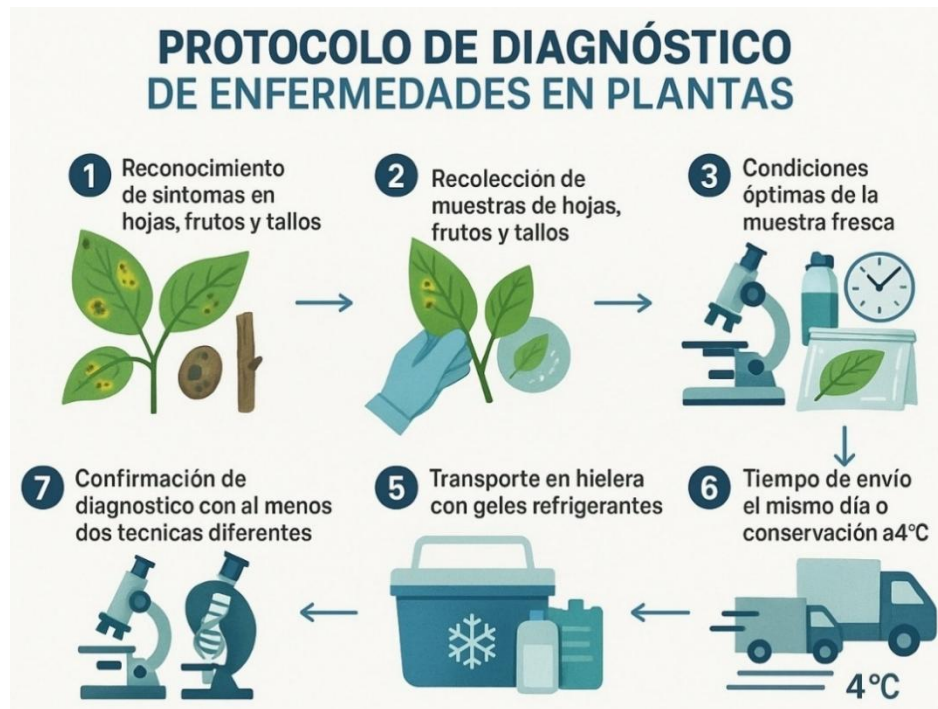 PROTOCOLO DE DIAGNÓSTICO
DE ENFERMEDADES EN PLANTAS
1
Reconocimiento
de sintomas en
hojas, frutos y tallos
2
Recolección de
muestras de hojas,
frutos y tallos
3
Condiciones
óptimas de la
muestra fresca
7
Confirmación de
diagnostico con al menos
dos tecnicas diferentes
5
Transporte en hielera
con geles refrigerantes
6
Tiempo de envío
el mismo día o
conservación a4°C
4°C